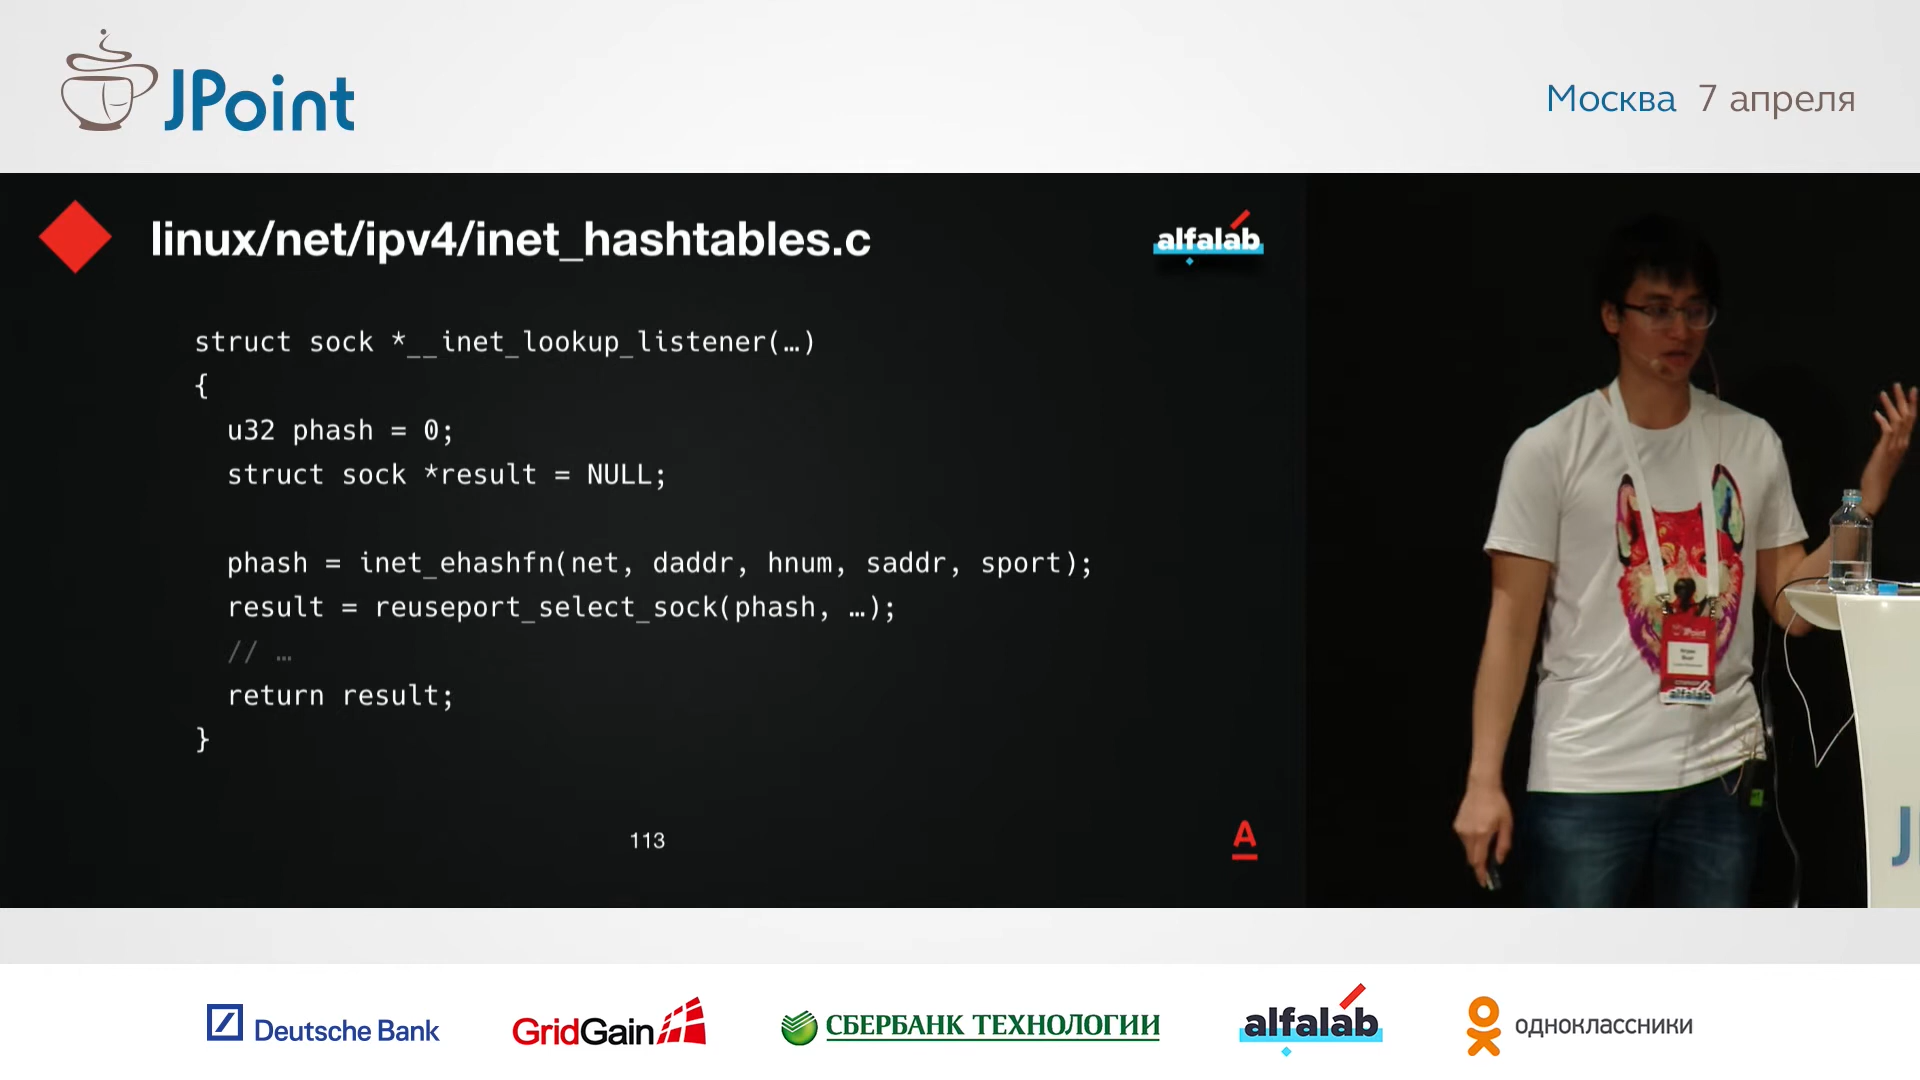 JPoint
Москва 7 апреля
linux/net/ipv4/inet_hashtables.c
alfalab
struct sock *__inet_lookup_listener(…)
{
u32 phash = 0;
struct sock *result = NULL;
phash = inet_ehashfn(net, daddr, hnum, saddr, sport);
result = reuseport_select_sock(phash, …);
// …
return result;
}
113
A
JPoint
alfalab
J
Deutsche Bank
GridGain
СБЕРБАНК ТЕХНОЛОГИИ
alfalab
одноклассники